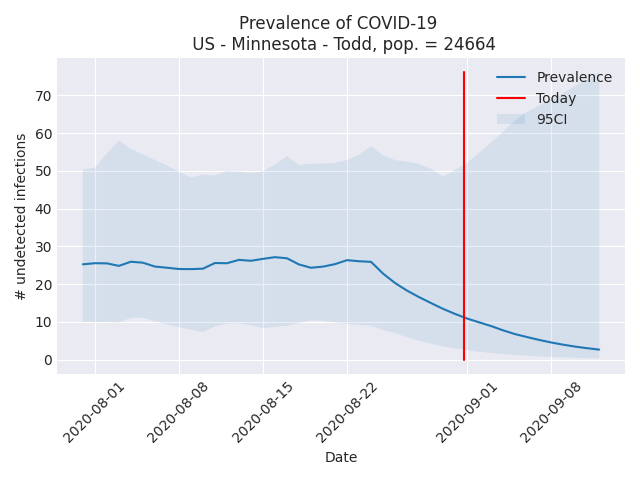 Prevalence of COVID-19
US - Minnesota - Todd, pop. = 24664
Prevalence
Today
95CI
# undetected infections
70
60
50
40
30
20
10
0
2020-08-01
2020-08-08
2020-08-15
2020-08-22
2020-09-01
2020-09-08
Date